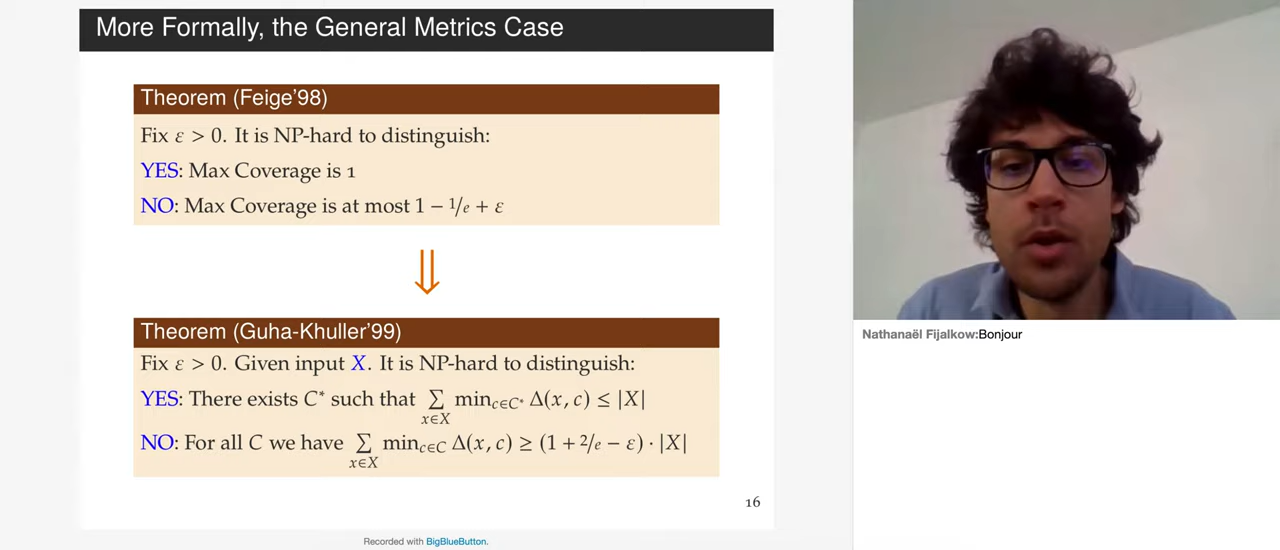 More Formally, the General Metrics Case
Theorem (Feige'98)
Fix ε > 0. It is NP-hard to distinguish:
YES: Max Coverage is 1
NO: Max Coverage is at most 1 − 1/e + ε
⇓
Theorem (Guha-Khuller'99)
Fix ε > 0. Given input X. It is NP-hard to distinguish:
YES: There exists C* such that ∑_{x∈X} min_{c∈C*} Δ(x, c) ≤ |X|
NO: For all C we have ∑_{x∈X} min_{c∈C} Δ(x, c) ≥ (1 + 2/e − ε) · |X|
16
Recorded with BigBlueButton.
Nathanaël Fijalkow:Bonjour